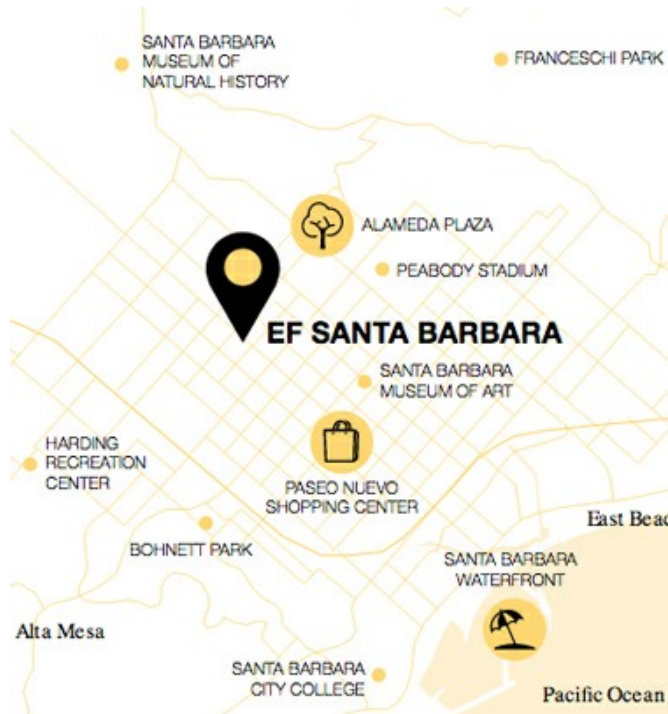 SANTA BARBARA
MUSEUM OF
NATURAL HISTORY
FRANCESCHI PARK
ALAMEDA PLAZA
PEABODY STADIUM
EF SANTA BARBARA
SANTA BARBARA
MUSEUM OF ART
HARDING
RECREATION
CENTER
PASEO NUEVO
SHOPPING CENTER
East Beac
BOHNETT PARK
SANTA BARBARA
WATERFRONT
Alta Mesa
SANTA BARBARA
CITY COLLEGE
Pacific Ocean